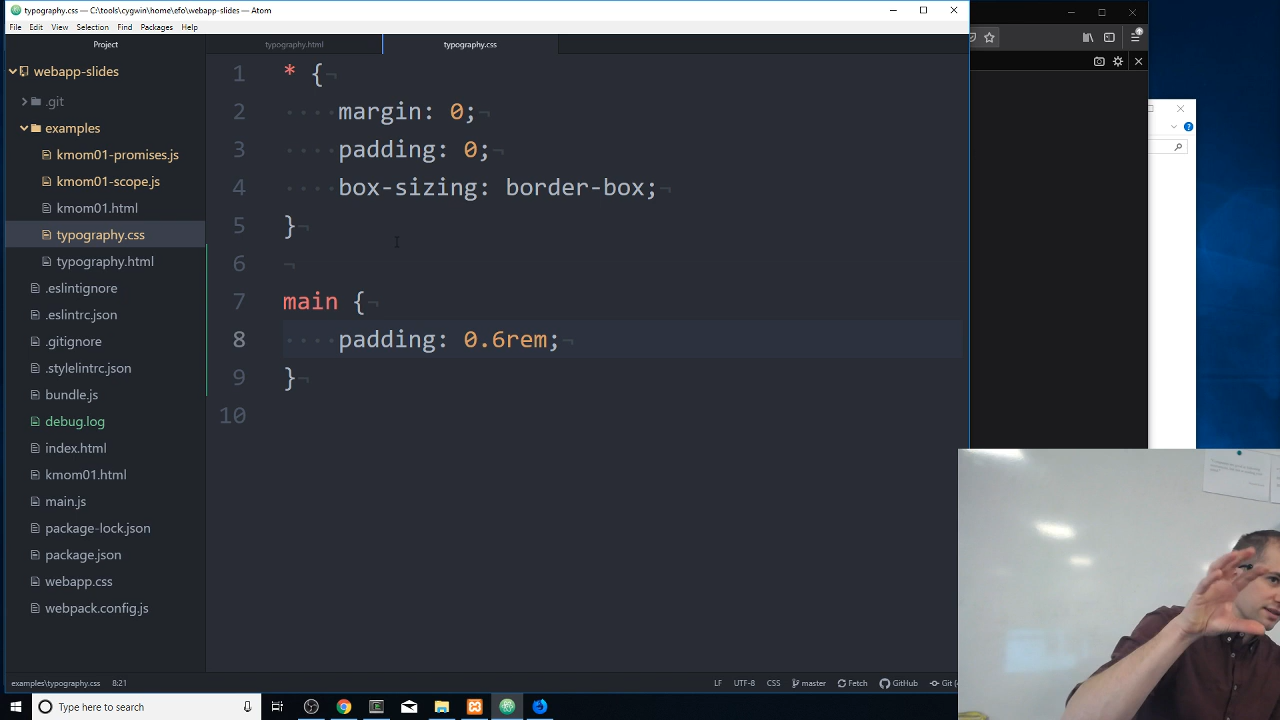 typography.css — C:\tools\cygwin\home\efo\webapp-slides — Atom
File Edit View Selection Find Packages Help
Project
typography.html
typography.css
webapp-slides
.git
examples
kmom01-promises.js
kmom01-scope.js
kmom01.html
typography.css
typography.html
.eslintignore
.eslintrc.json
.gitignore
.stylelintrc.json
bundle.js
debug.log
index.html
kmom01.html
main.js
package-lock.json
package.json
webapp.css
webpack.config.js
1 * {¬
2 ····margin: 0;¬
3 ····padding: 0;¬
4 ····box-sizing: border-box;¬
5 }¬
6 ¬
7 main {¬
8 ····padding: 0.6rem;¬
9 }¬
10
examples\typography.css 8:21
LF UTF-8 CSS master Fetch GitHub Git (
Type here to search